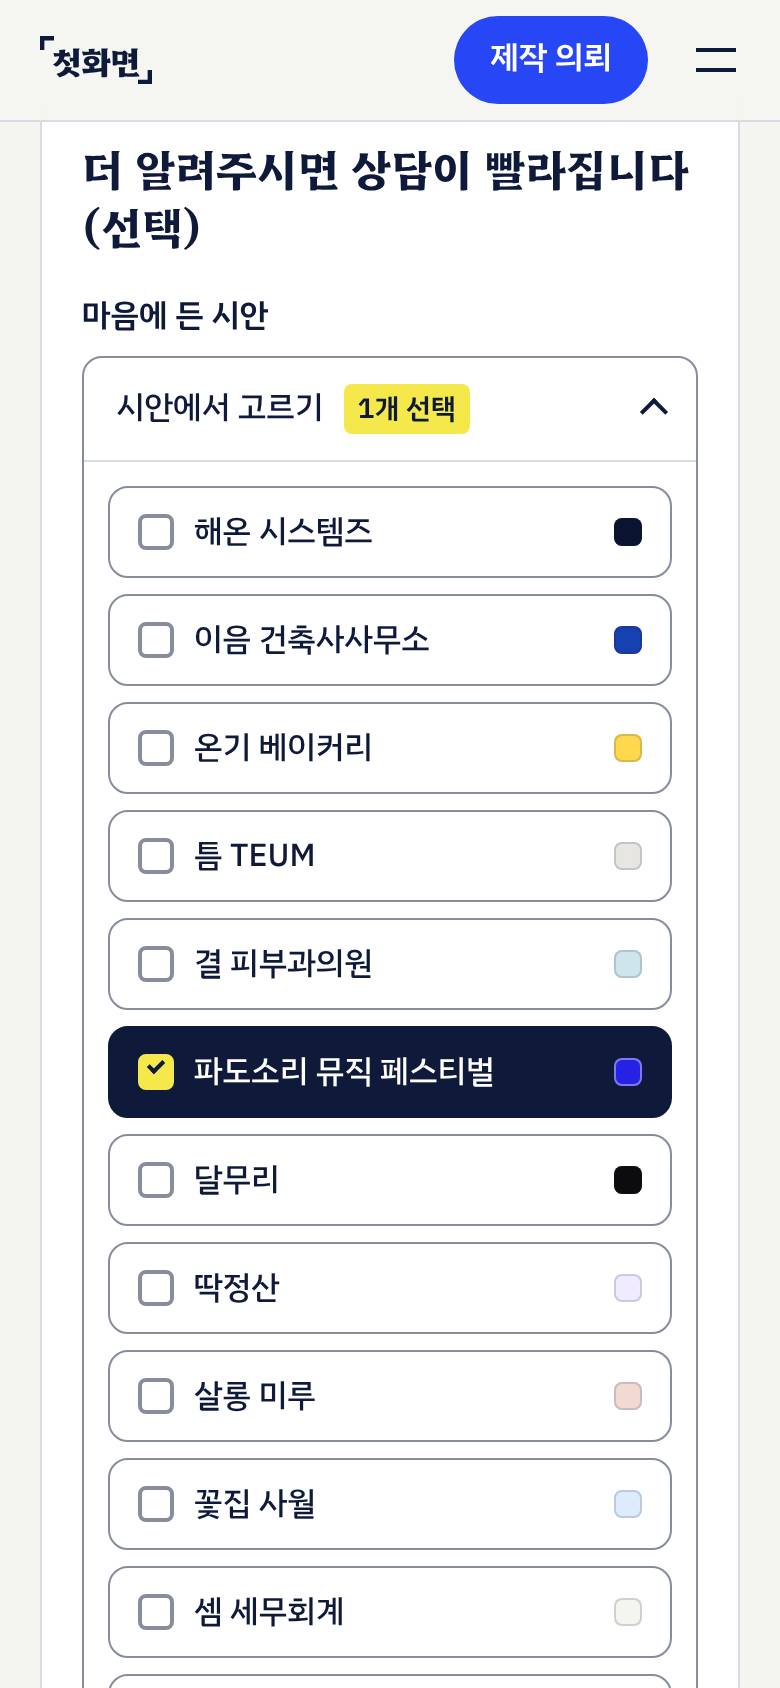 첫화면
제작 의뢰
더 알려주시면 상담이 빨라집니다
(선택)
마음에 든 시안
시안에서 고르기
1개 선택
해온 시스템즈
이음 건축사사무소
온기 베이커리
틈 TEUM
결 피부과의원
파도소리 뮤직 페스티벌
달무리
딱정산
살롱 미루
꽃집 사월
셈 세무회계